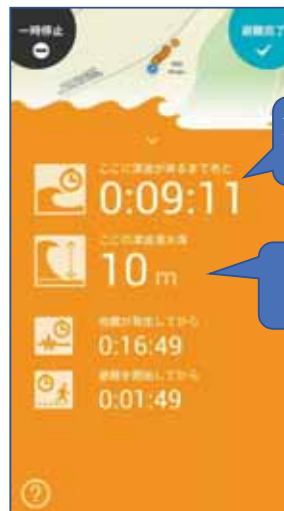 一時停止
避難完了
ここに津波が来るまであと
0:09:11
ここの津波浸水深
10 m
地震が発生してから
0:16:49
避難を開始してから
0:01:49
?